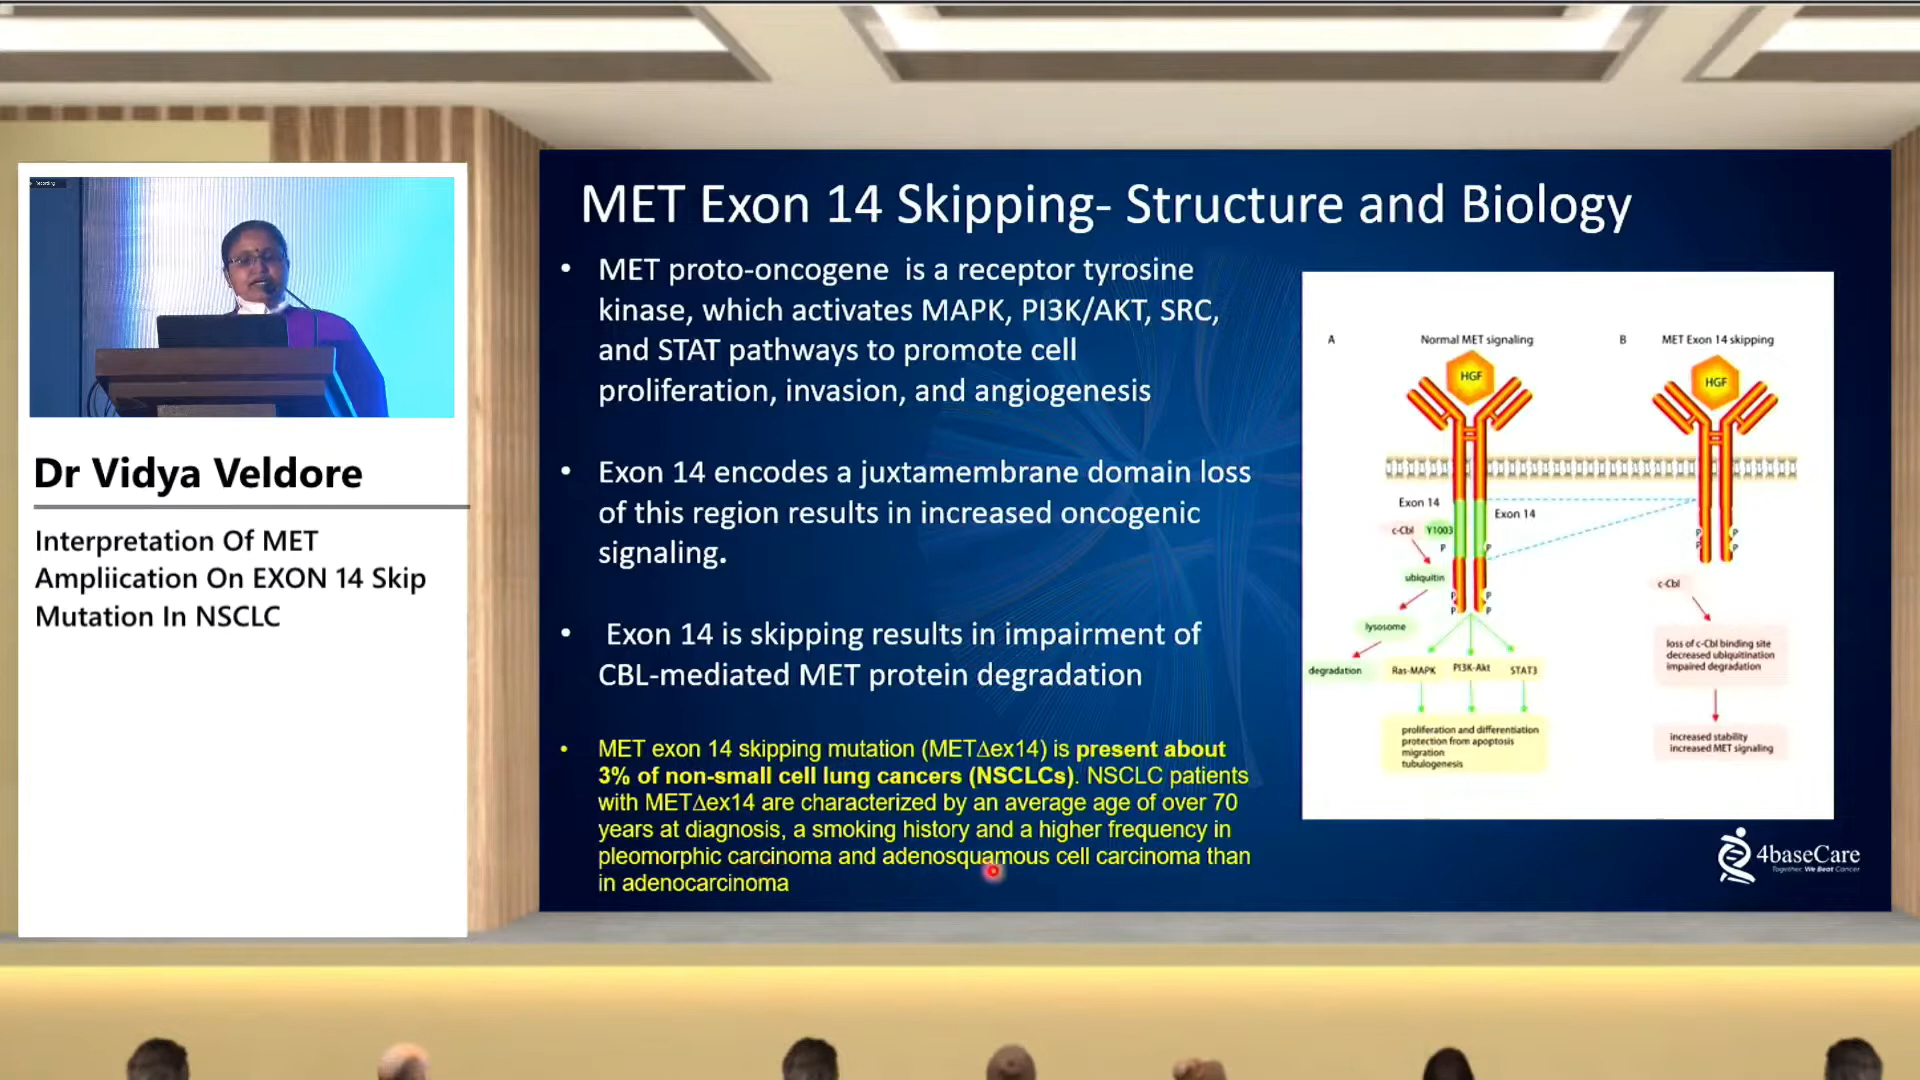 Recording
Dr Vidya Veldore
Interpretation Of MET
Ampliication On EXON 14 Skip
Mutation In NSCLC
MET Exon 14 Skipping- Structure and Biology
• MET proto-oncogene is a receptor tyrosine
kinase, which activates MAPK, PI3K/AKT, SRC,
and STAT pathways to promote cell
proliferation, invasion, and angiogenesis
• Exon 14 encodes a juxtamembrane domain loss
of this region results in increased oncogenic
signaling.
• Exon 14 is skipping results in impairment of
CBL-mediated MET protein degradation
• MET exon 14 skipping mutation (MET∆ex14) is present about
3% of non-small cell lung cancers (NSCLCs). NSCLC patients
with MET∆ex14 are characterized by an average age of over 70
years at diagnosis, a smoking history and a higher frequency in
pleomorphic carcinoma and adenosquamous cell carcinoma than
in adenocarcinoma
A
Normal MET signaling
HGF
Exon 14
Exon 14
c-Cbl
Y1003
P
P
ubiquitin
P
P
P
P
lysosome
degradation
Ras-MAPK
PI3K-Akt
STAT3
proliferation and differentiation
protection from apoptosis
migration
tubulogenesis
B
MET Exon 14 skipping
HGF
P
P
P
P
c-Cbl
loss of c-Cbl binding site
decreased ubiquitination
impaired degradation
increased stability
increased MET signaling
4baseCare
Together, We Beat Cancer